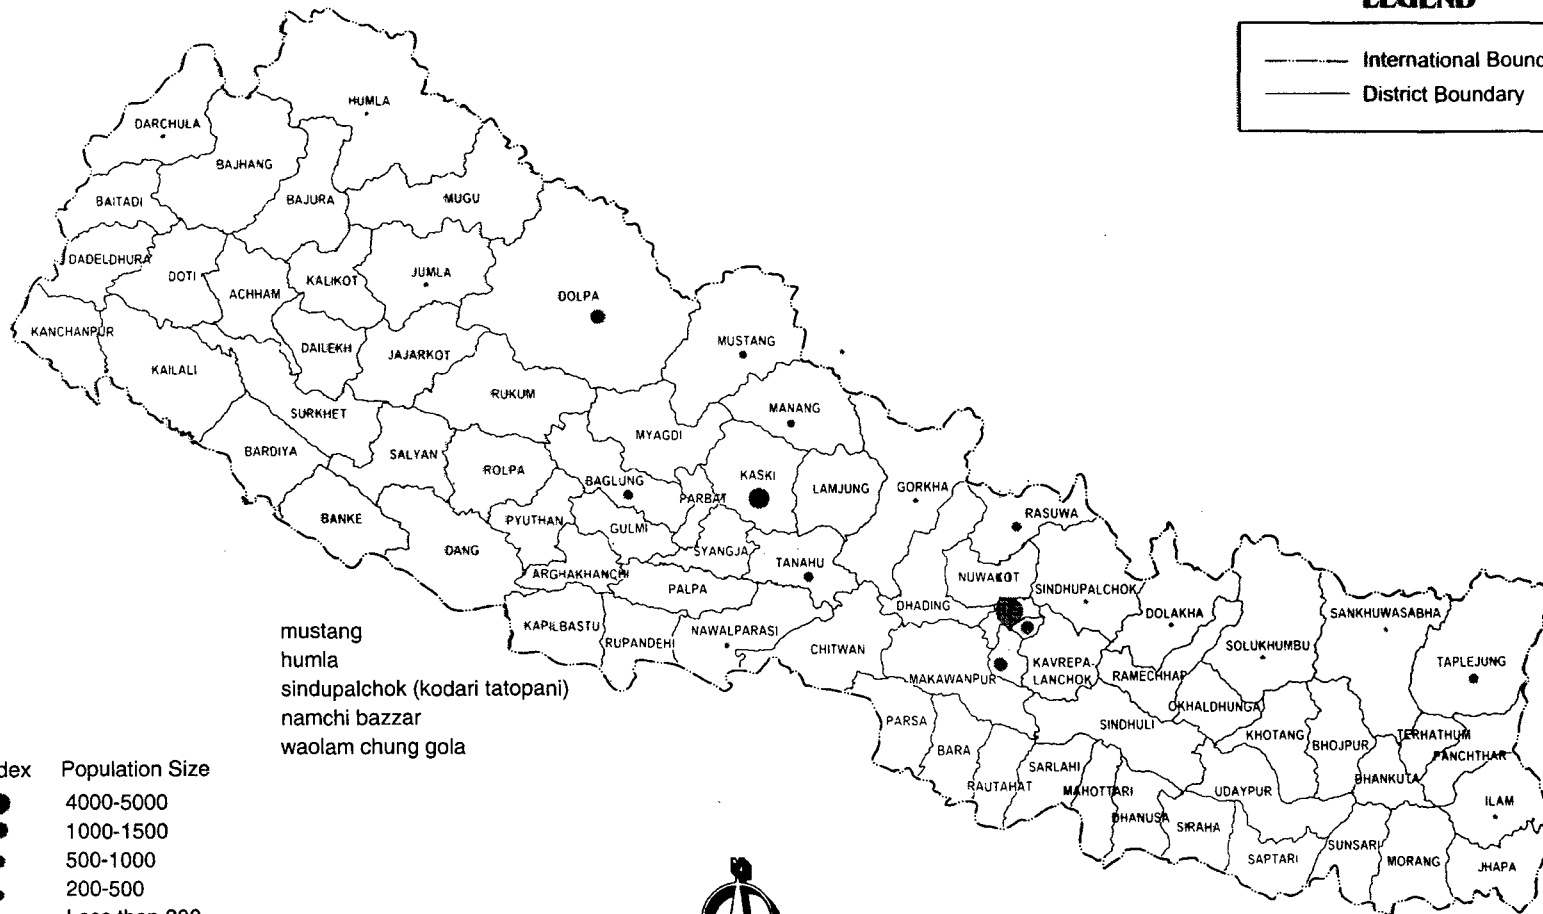 LEGEND
International Bound
District Boundary
HUMLA
DARCHULA
BAJHANG
BAITADI
BAJURA
MUGU
DADELDHURA
DOTI
ACHHAM
KALIKOT
JUMLA
DOLPA
KANCHANPUR
KAILALI
DAILEKH
JAJARKOT
MUSTANG
RUKUM
MANANG
SURKHET
MYAGDI
BARDIYA
SALYAN
ROLPA
BAGLUNG
PARBAT
KASKI
LAMJUNG
GORKHA
BANKE
PYUTHAN
GULMI
RASUWA
DANG
SYANGJA
TANAHU
ARGHAKHANCHI
PALPA
NUWAKOT
SINDHUPALCHOK
DHADING
DOLAKHA
SANKHUWASABHA
KAPILBASTU
RUPANDEHI
NAWALPARASI
CHITWAN
SOLUKHUMBU
TAPLEJUNG
MAKAWANPUR
KAVREPA-
LANCHOK
RAMECHHAP
OKHALDHUNGA
PARSA
BARA
SINDHULI
KHOTANG
BHOJPUR
TERHATHUM
PANCHTHAR
RAUTAHAT
SARLAHI
MAHOTTARI
DHANUSA
SIRAHA
UDAYPUR
DHANKUTA
ILAM
SAPTARI
SUNSARI
MORANG
JHAPA
mustang
humla
sindupalchok (kodari tatopani)
namchi bazzar
waolam chung gola
dex Population Size
4000-5000
1000-1500
500-1000
200-500
Less than 200